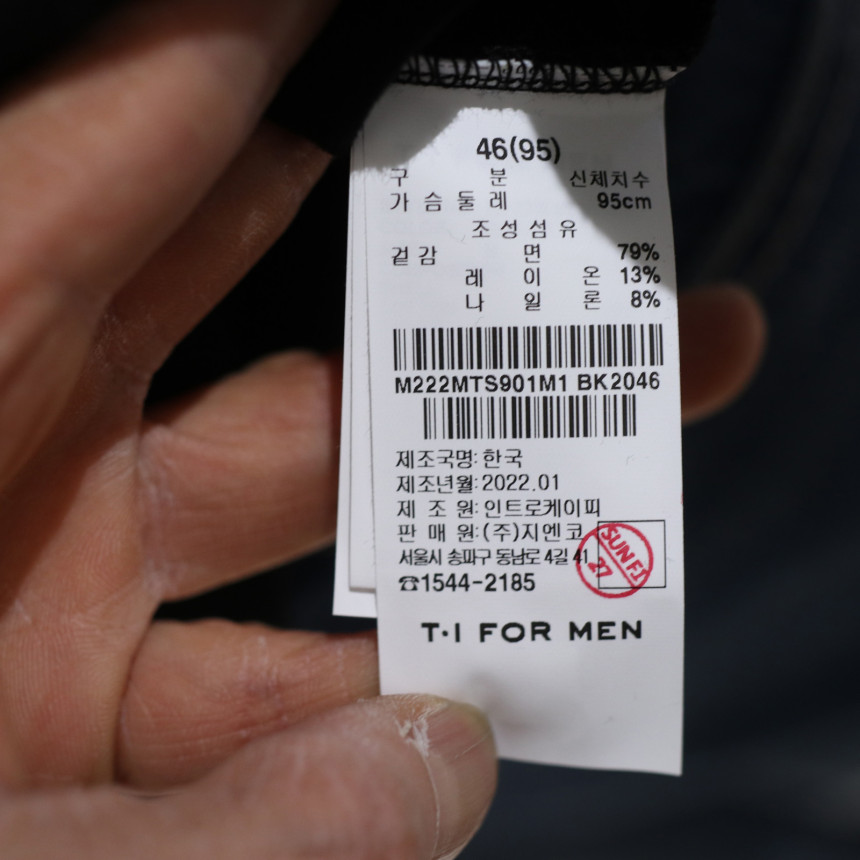 46(95)
구 분 신체치수
가슴둘레 95cm
조성섬유
겉감 면 79%
레이온 13%
나일론 8%
M222MTS901M1 BK2046
제조국명: 한국
제조년월: 2022.01
제 조 원: 인트로케이피
판 매 원: (주)지엔코
서울시 송파구 동남로 4길 41
☎1544-2185
SUN F.I
27
T·I FOR MEN